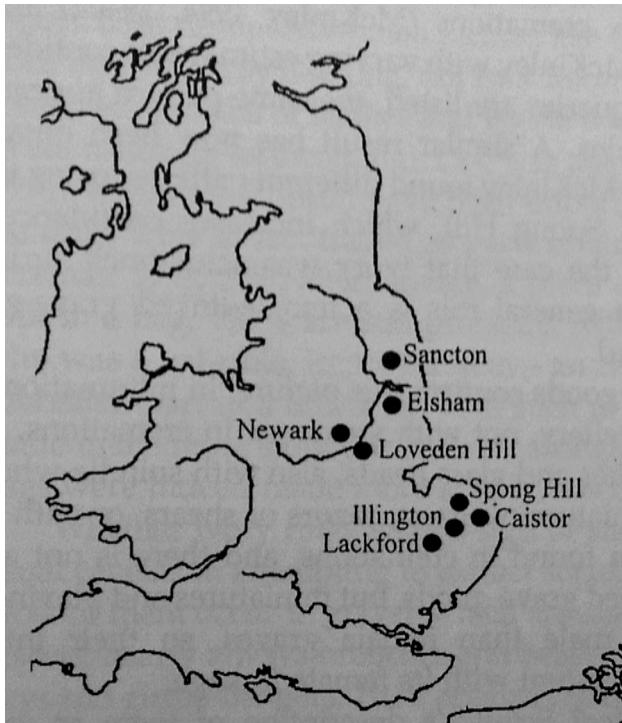 Sancton
Elsham
Newark
Loveden Hill
Spong Hill
Illington
Caistor
Lackford